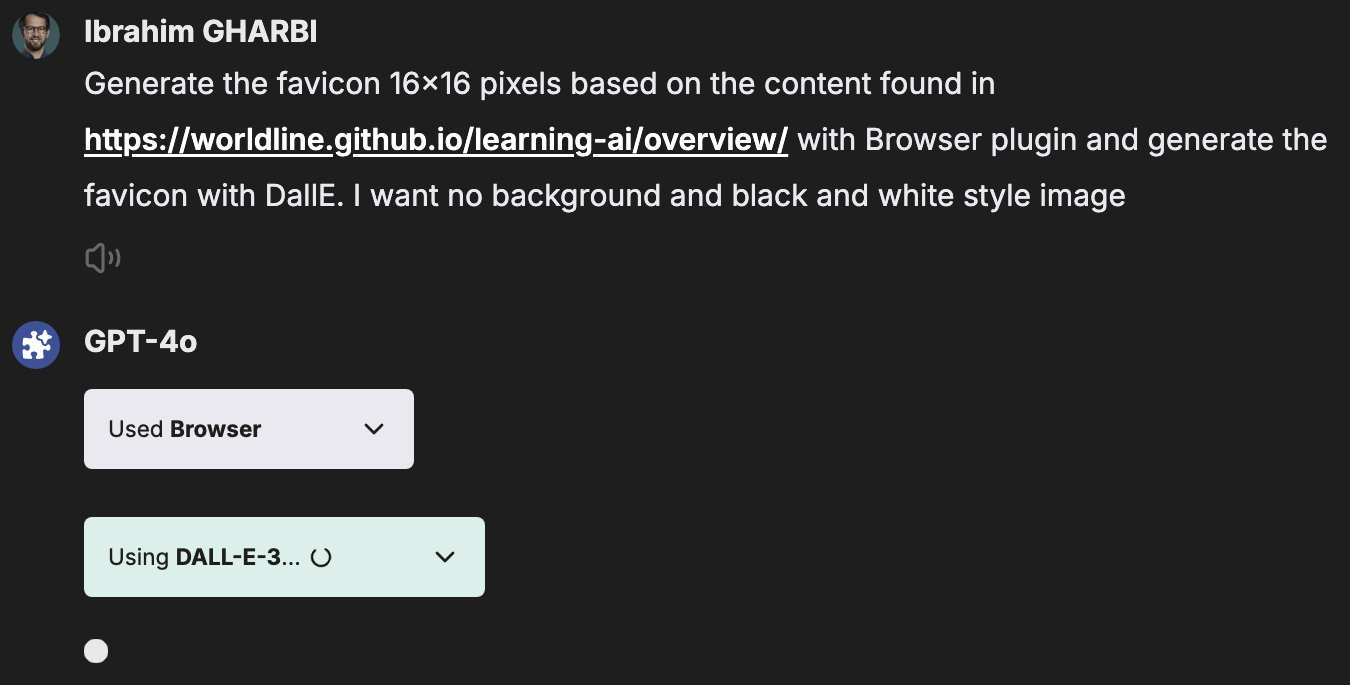 Ibrahim GHARBI
Generate the favicon 16×16 pixels based on the content found in
https://worldline.github.io/learning-ai/overview/ with Browser plugin and generate the
favicon with DallE. I want no background and black and white style image
GPT-4o
Used Browser
Using DALL-E-3...